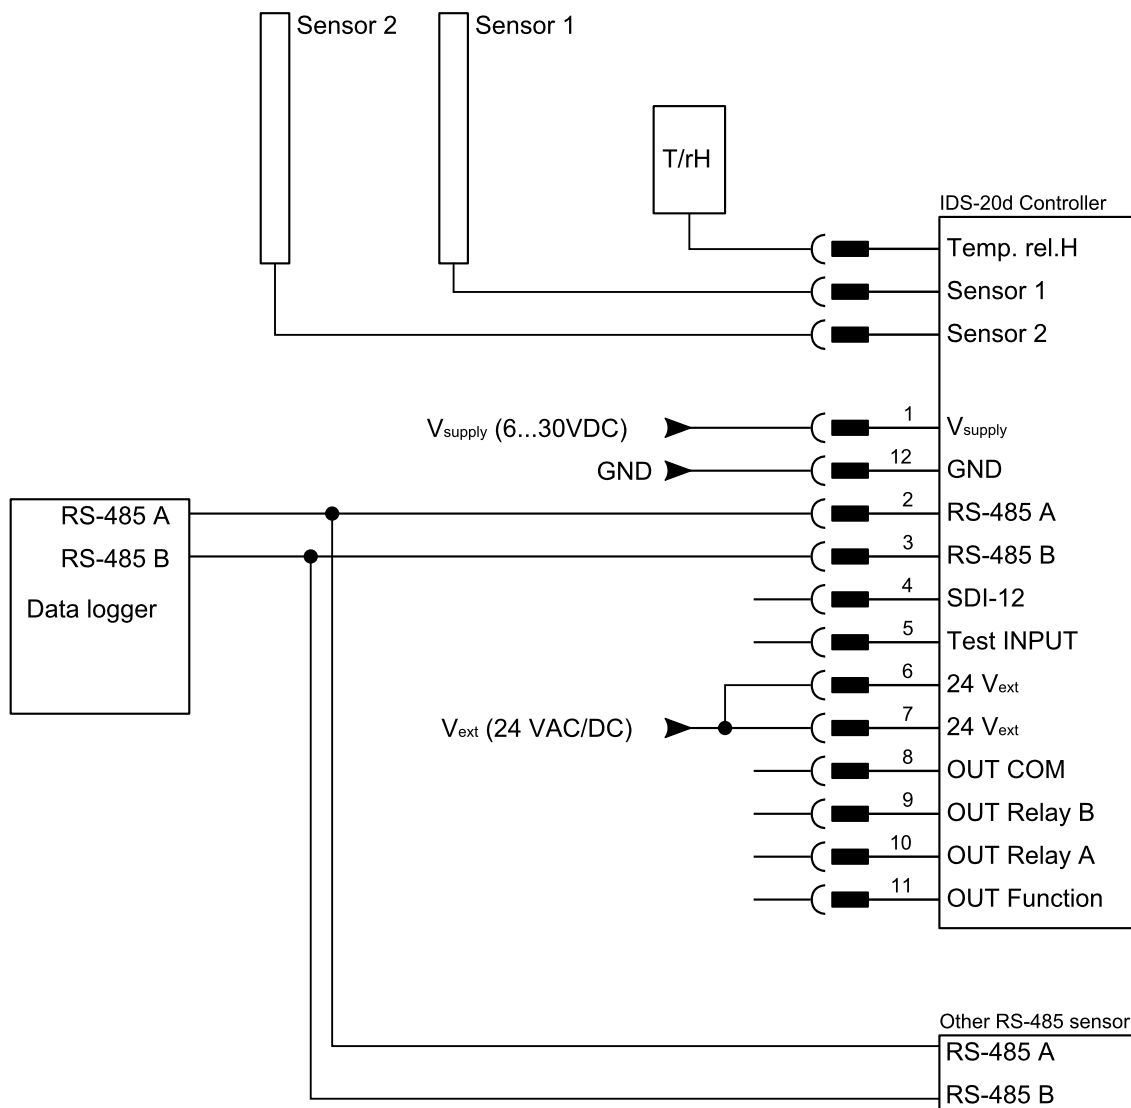 Sensor 2
Sensor 1
T/rH
IDS-20d Controller
Temp. rel.H
Sensor 1
Sensor 2
Vsupply (6...30VDC)
1
Vsupply
GND
12
GND
RS-485 A
2
RS-485 A
RS-485 B
3
RS-485 B
Data logger
4
SDI-12
5
Test INPUT
6
24 Vext
Vext (24 VAC/DC)
7
24 Vext
8
OUT COM
9
OUT Relay B
10
OUT Relay A
11
OUT Function
Other RS-485 sensor
RS-485 A
RS-485 B